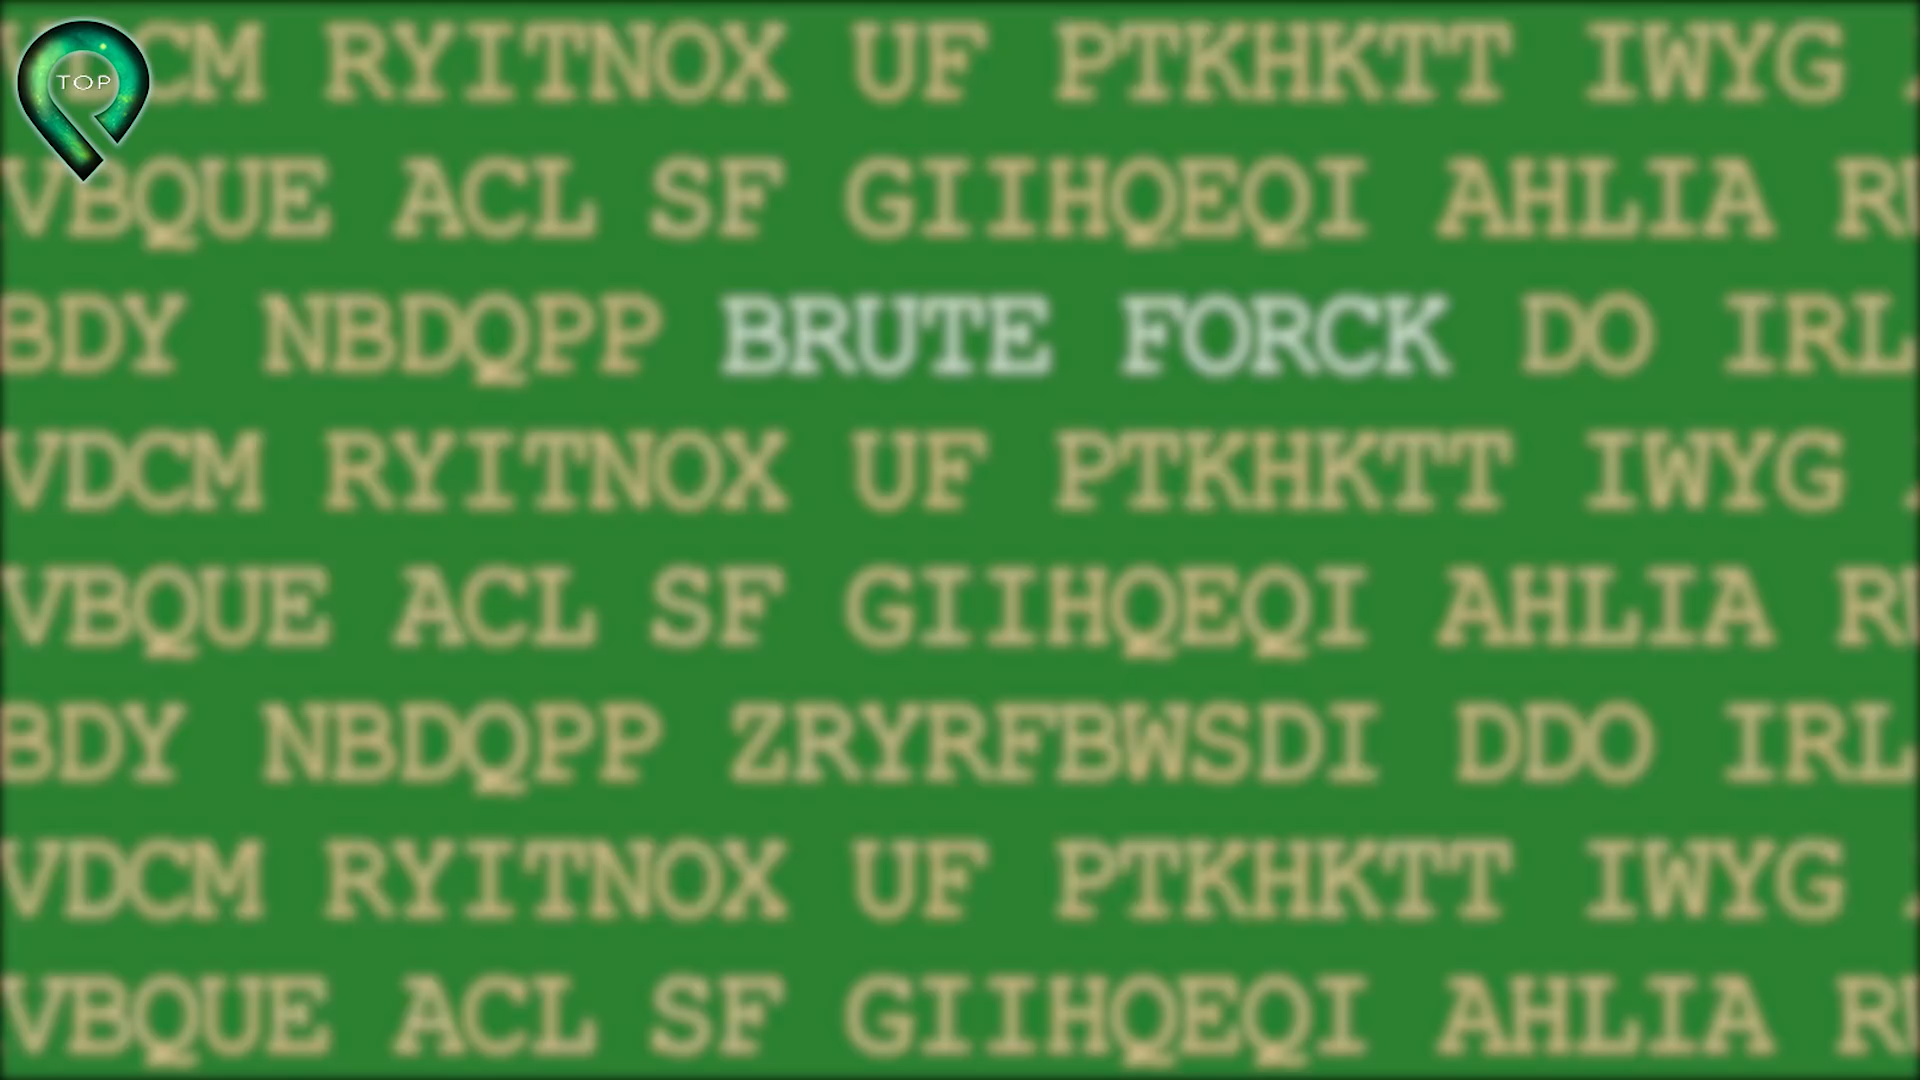 TOP
VDCM RYITNOX UF PTKHKTT IWYG
VBQUE ACL SF GIIHQEQI AHLIA
BDY NBDQPP BRUTE FORCK DO IRL
VDCM RYITNOX UF PTKHKTT IWYG
VBQUE ACL SF GIIHQEQI AHLIA
BDY NBDQPP ZRYRFBWSDI DDO IRL
VDCM RYITNOX UF PTKHKTT IWYG
VBQUE ACL SF GIIHQEQI AHLIA